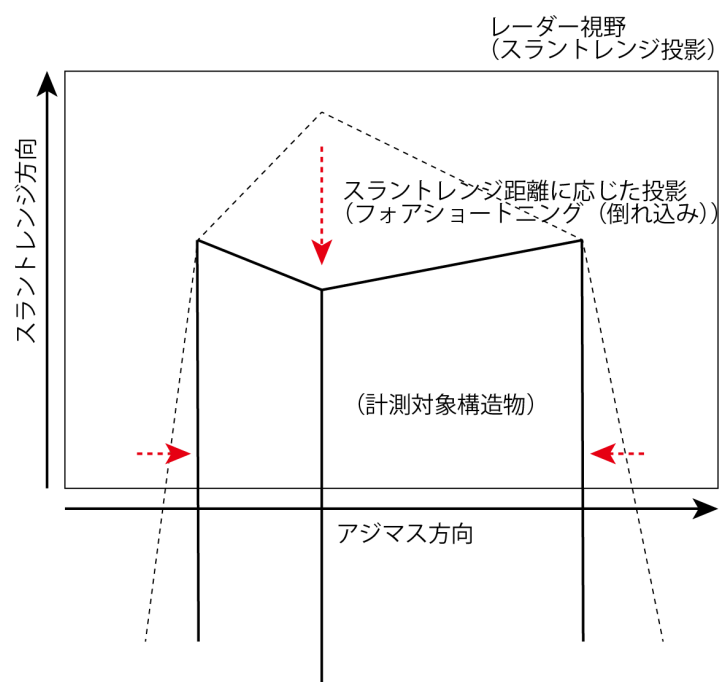 レーダー視野
（スラントレンジ投影）
スラントレンジ方向
スラントレンジ距離に応じた投影
（フォアショートニング（倒れ込み））
（計測対象構造物）
アジマス方向